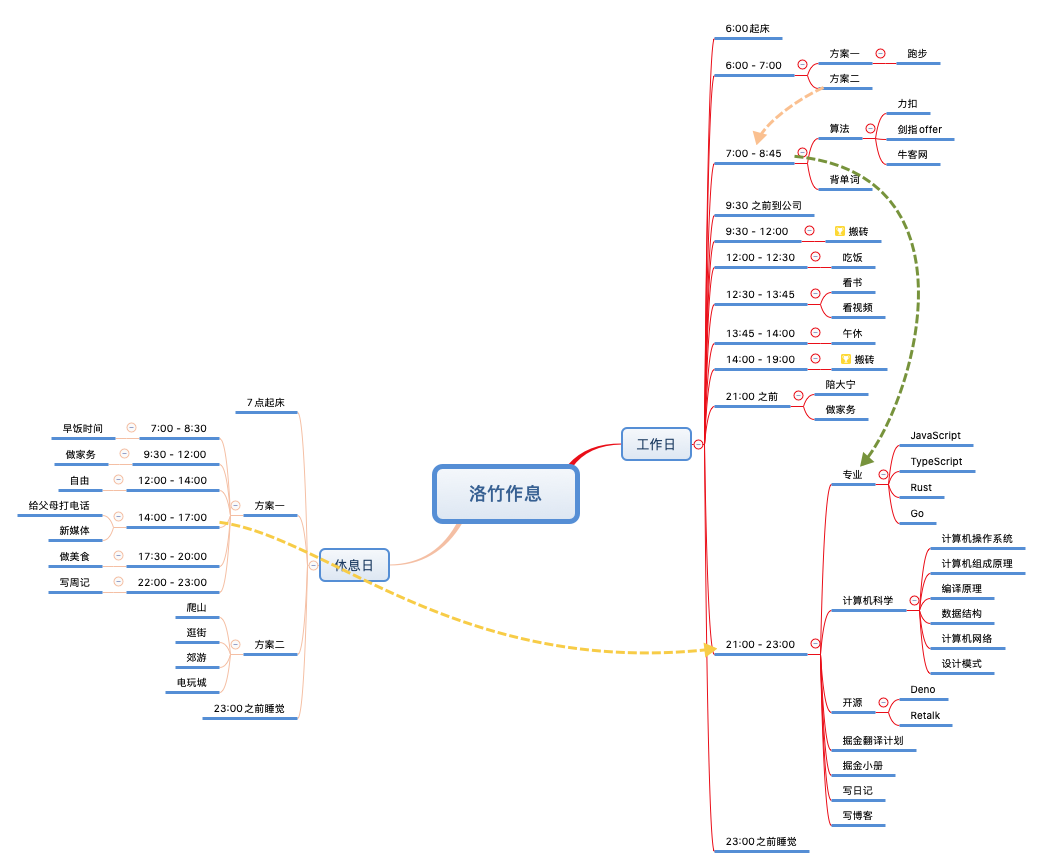 洛竹作息
工作日
6:00起床
6:00 - 7:00
方案一
跑步
方案二
7:00 - 8:45
算法
力扣
剑指offer
牛客网
背单词
9:30 之前到公司
9:30 - 12:00
搬砖
12:00 - 12:30
吃饭
12:30 - 13:45
看书
看视频
13:45 - 14:00
午休
14:00 - 19:00
搬砖
21:00 之前
陪大宁
做家务
21:00 - 23:00
专业
JavaScript
TypeScript
Rust
Go
计算机科学
计算机操作系统
计算机组成原理
编译原理
数据结构
计算机网络
设计模式
开源
Deno
Retalk
掘金翻译计划
掘金小册
写日记
写博客
23:00之前睡觉
休息日
7点起床
方案一
7:00 - 8:30
早饭时间
9:30 - 12:00
做家务
12:00 - 14:00
自由
14:00 - 17:00
给父母打电话
新媒体
17:30 - 20:00
做美食
22:00 - 23:00
写周记
方案二
爬山
逛街
郊游
电玩城
23:00之前睡觉